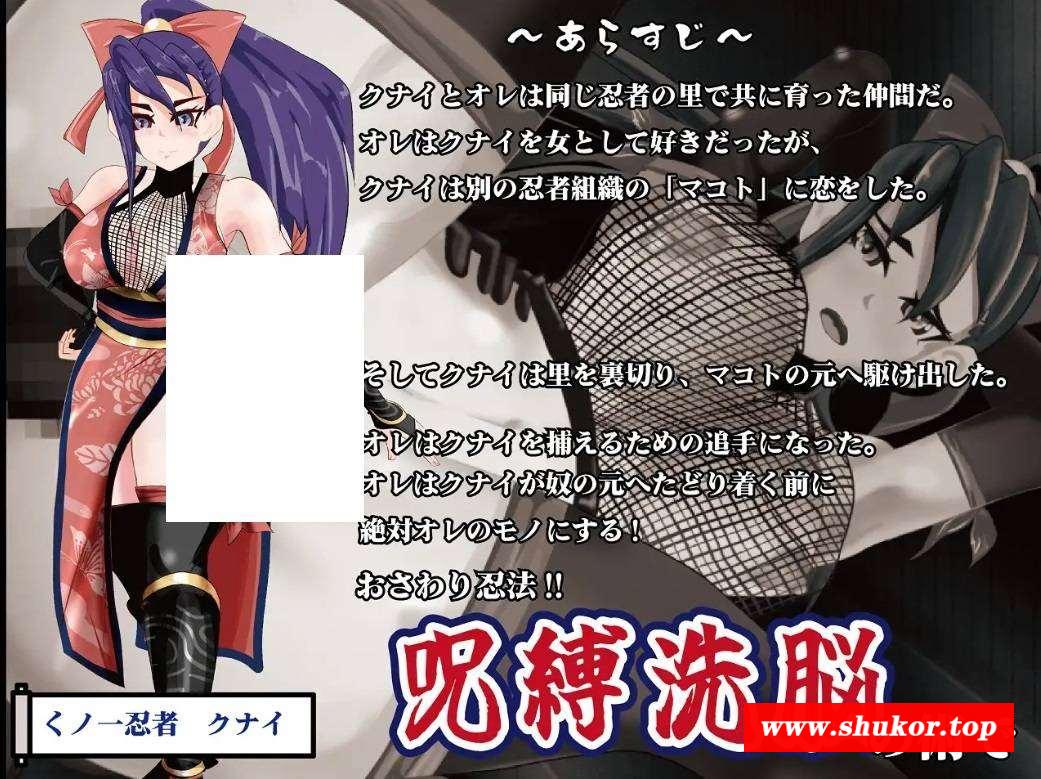 ～あらすじ～
クナイとオレは同じ忍者の里で共に育った仲間だ。
オレはクナイを女として好きだったが、
クナイは別の忍者組織の「マコト」に恋をした。
そしてクナイは里を裏切り、マコトの元へ駆け出した。
オレはクナイを捕えるための追手になった。
オレはクナイが奴の元へたどり着く前に
絶対オレのモノにする！
おさわり忍法!!
呪縛洗脳
www.shukor.top
くノ一忍者 クナイ